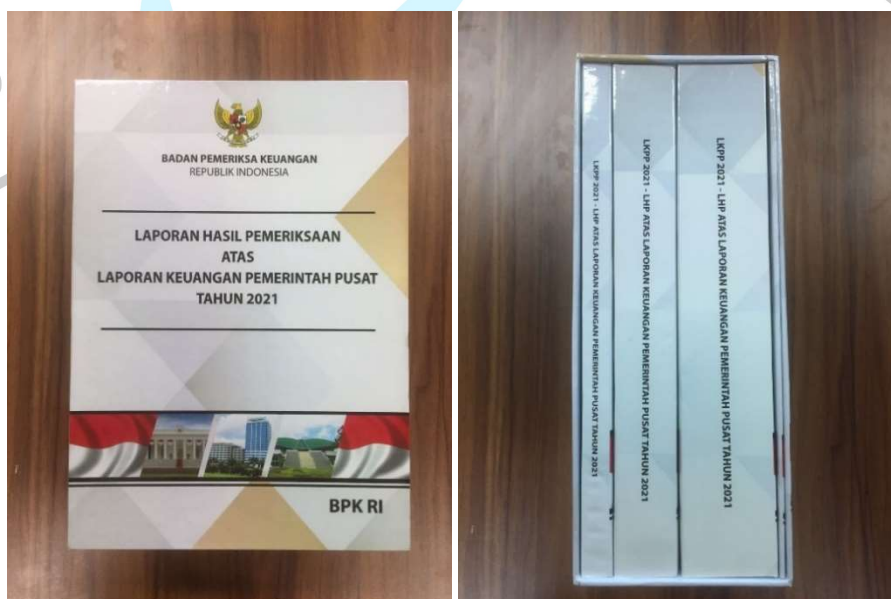 BADAN PEMERIKSA KEUANGAN
REPUBLIK INDONESIA
LAPORAN HASIL PEMERIKSAAN
ATAS
LAPORAN KEUANGAN PEMERINTAH PUSAT
TAHUN 2021
BPK RI
LKPP 2021 - LHP ATAS LAPORAN KEUANGAN PEMERINTAH PUSAT TAHUN 2021
LKPP 2021 - LHP ATAS LAPORAN KEUANGAN PEMERINTAH PUSAT TAHUN 2021
LKPP 2021 - LHP ATAS LAPORAN KEUANGAN PEMERINTAH PUSAT TAHUN 2021